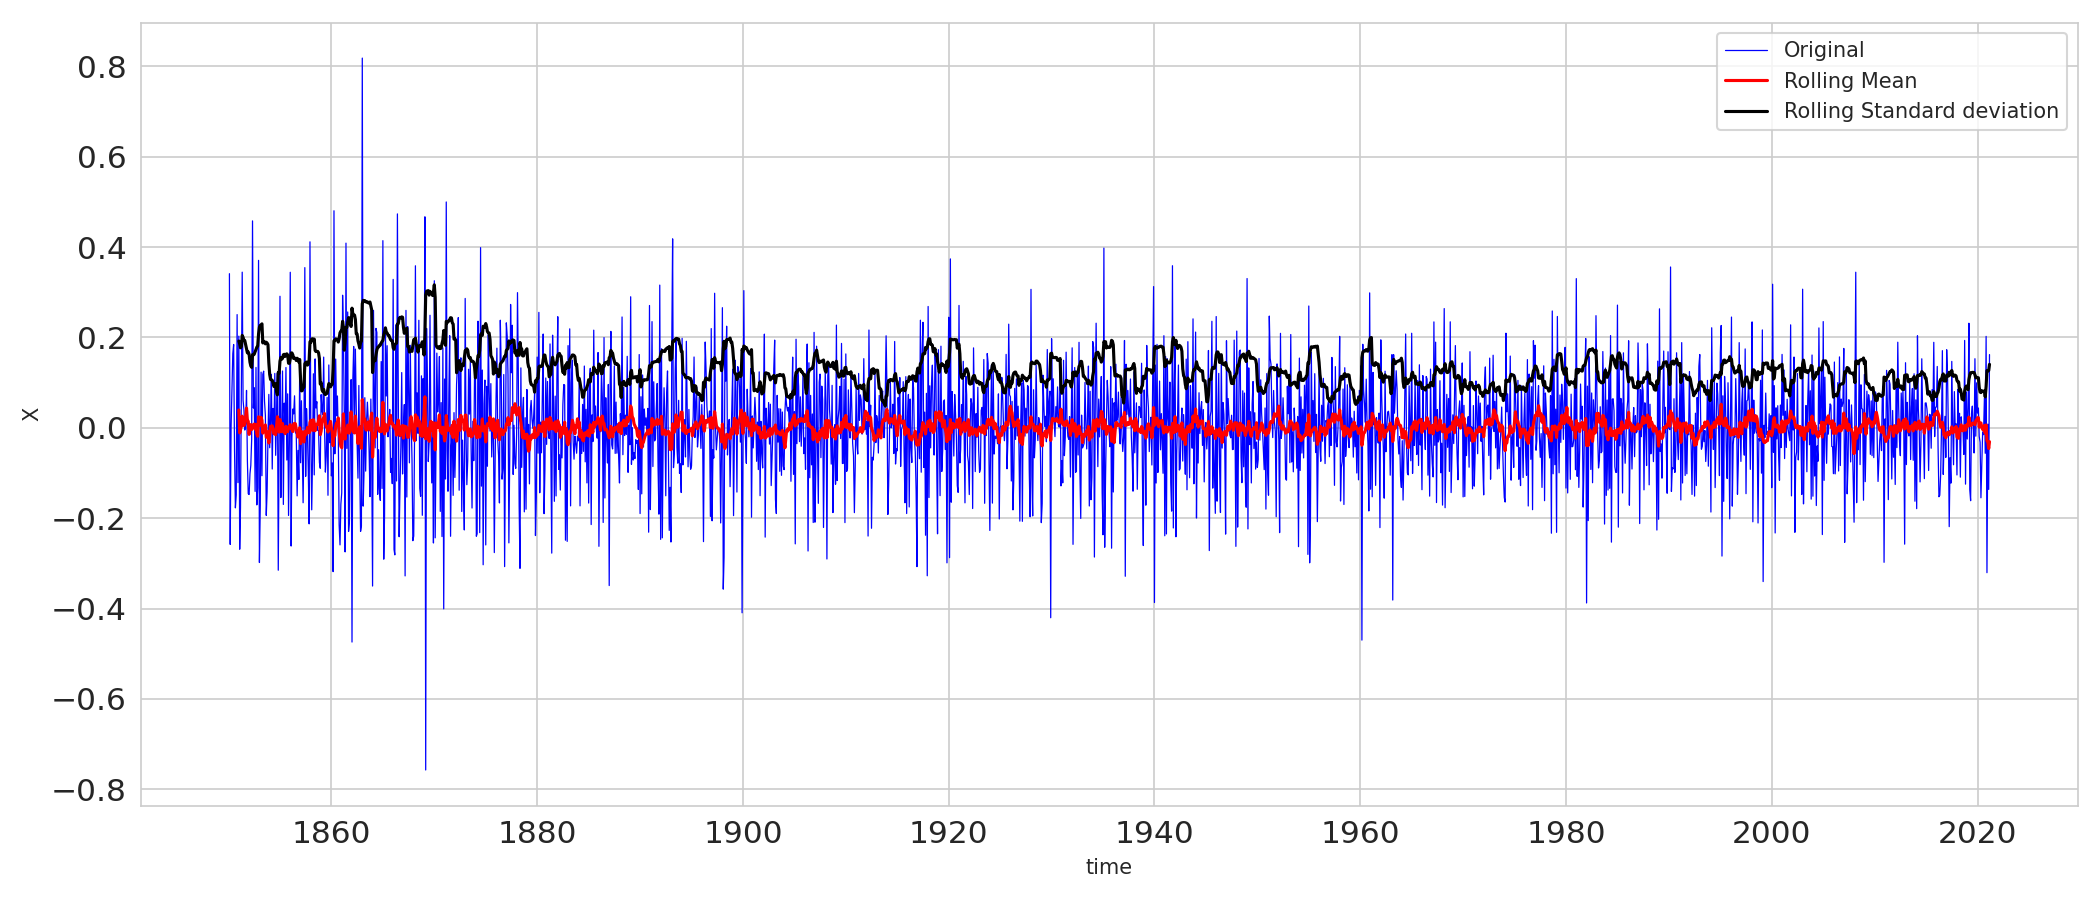 Original
Rolling Mean
Rolling Standard deviation
0.8
0.6
0.4
0.2
0.0
−0.2
−0.4
−0.6
−0.8
X
1860 1880 1900 1920 1940 1960 1980 2000 2020
time